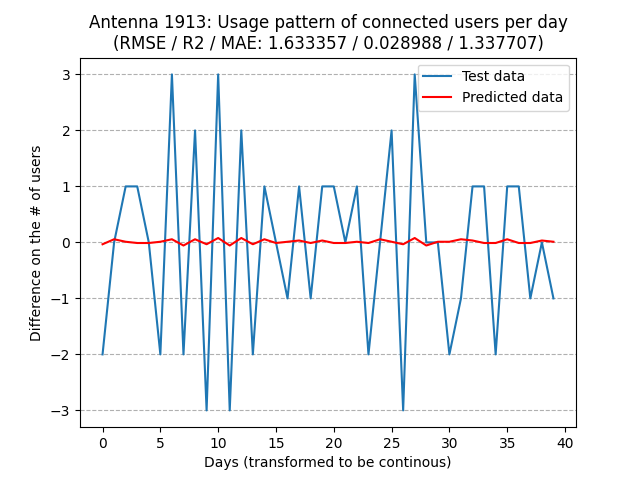 Antenna 1913: Usage pattern of connected users per day
(RMSE / R2 / MAE: 1.633357 / 0.028988 / 1.337707)
Test data
Predicted data
Difference on the # of users
3
2
1
0
−1
−2
−3
0 5 10 15 20 25 30 35 40
Days (transformed to be continous)